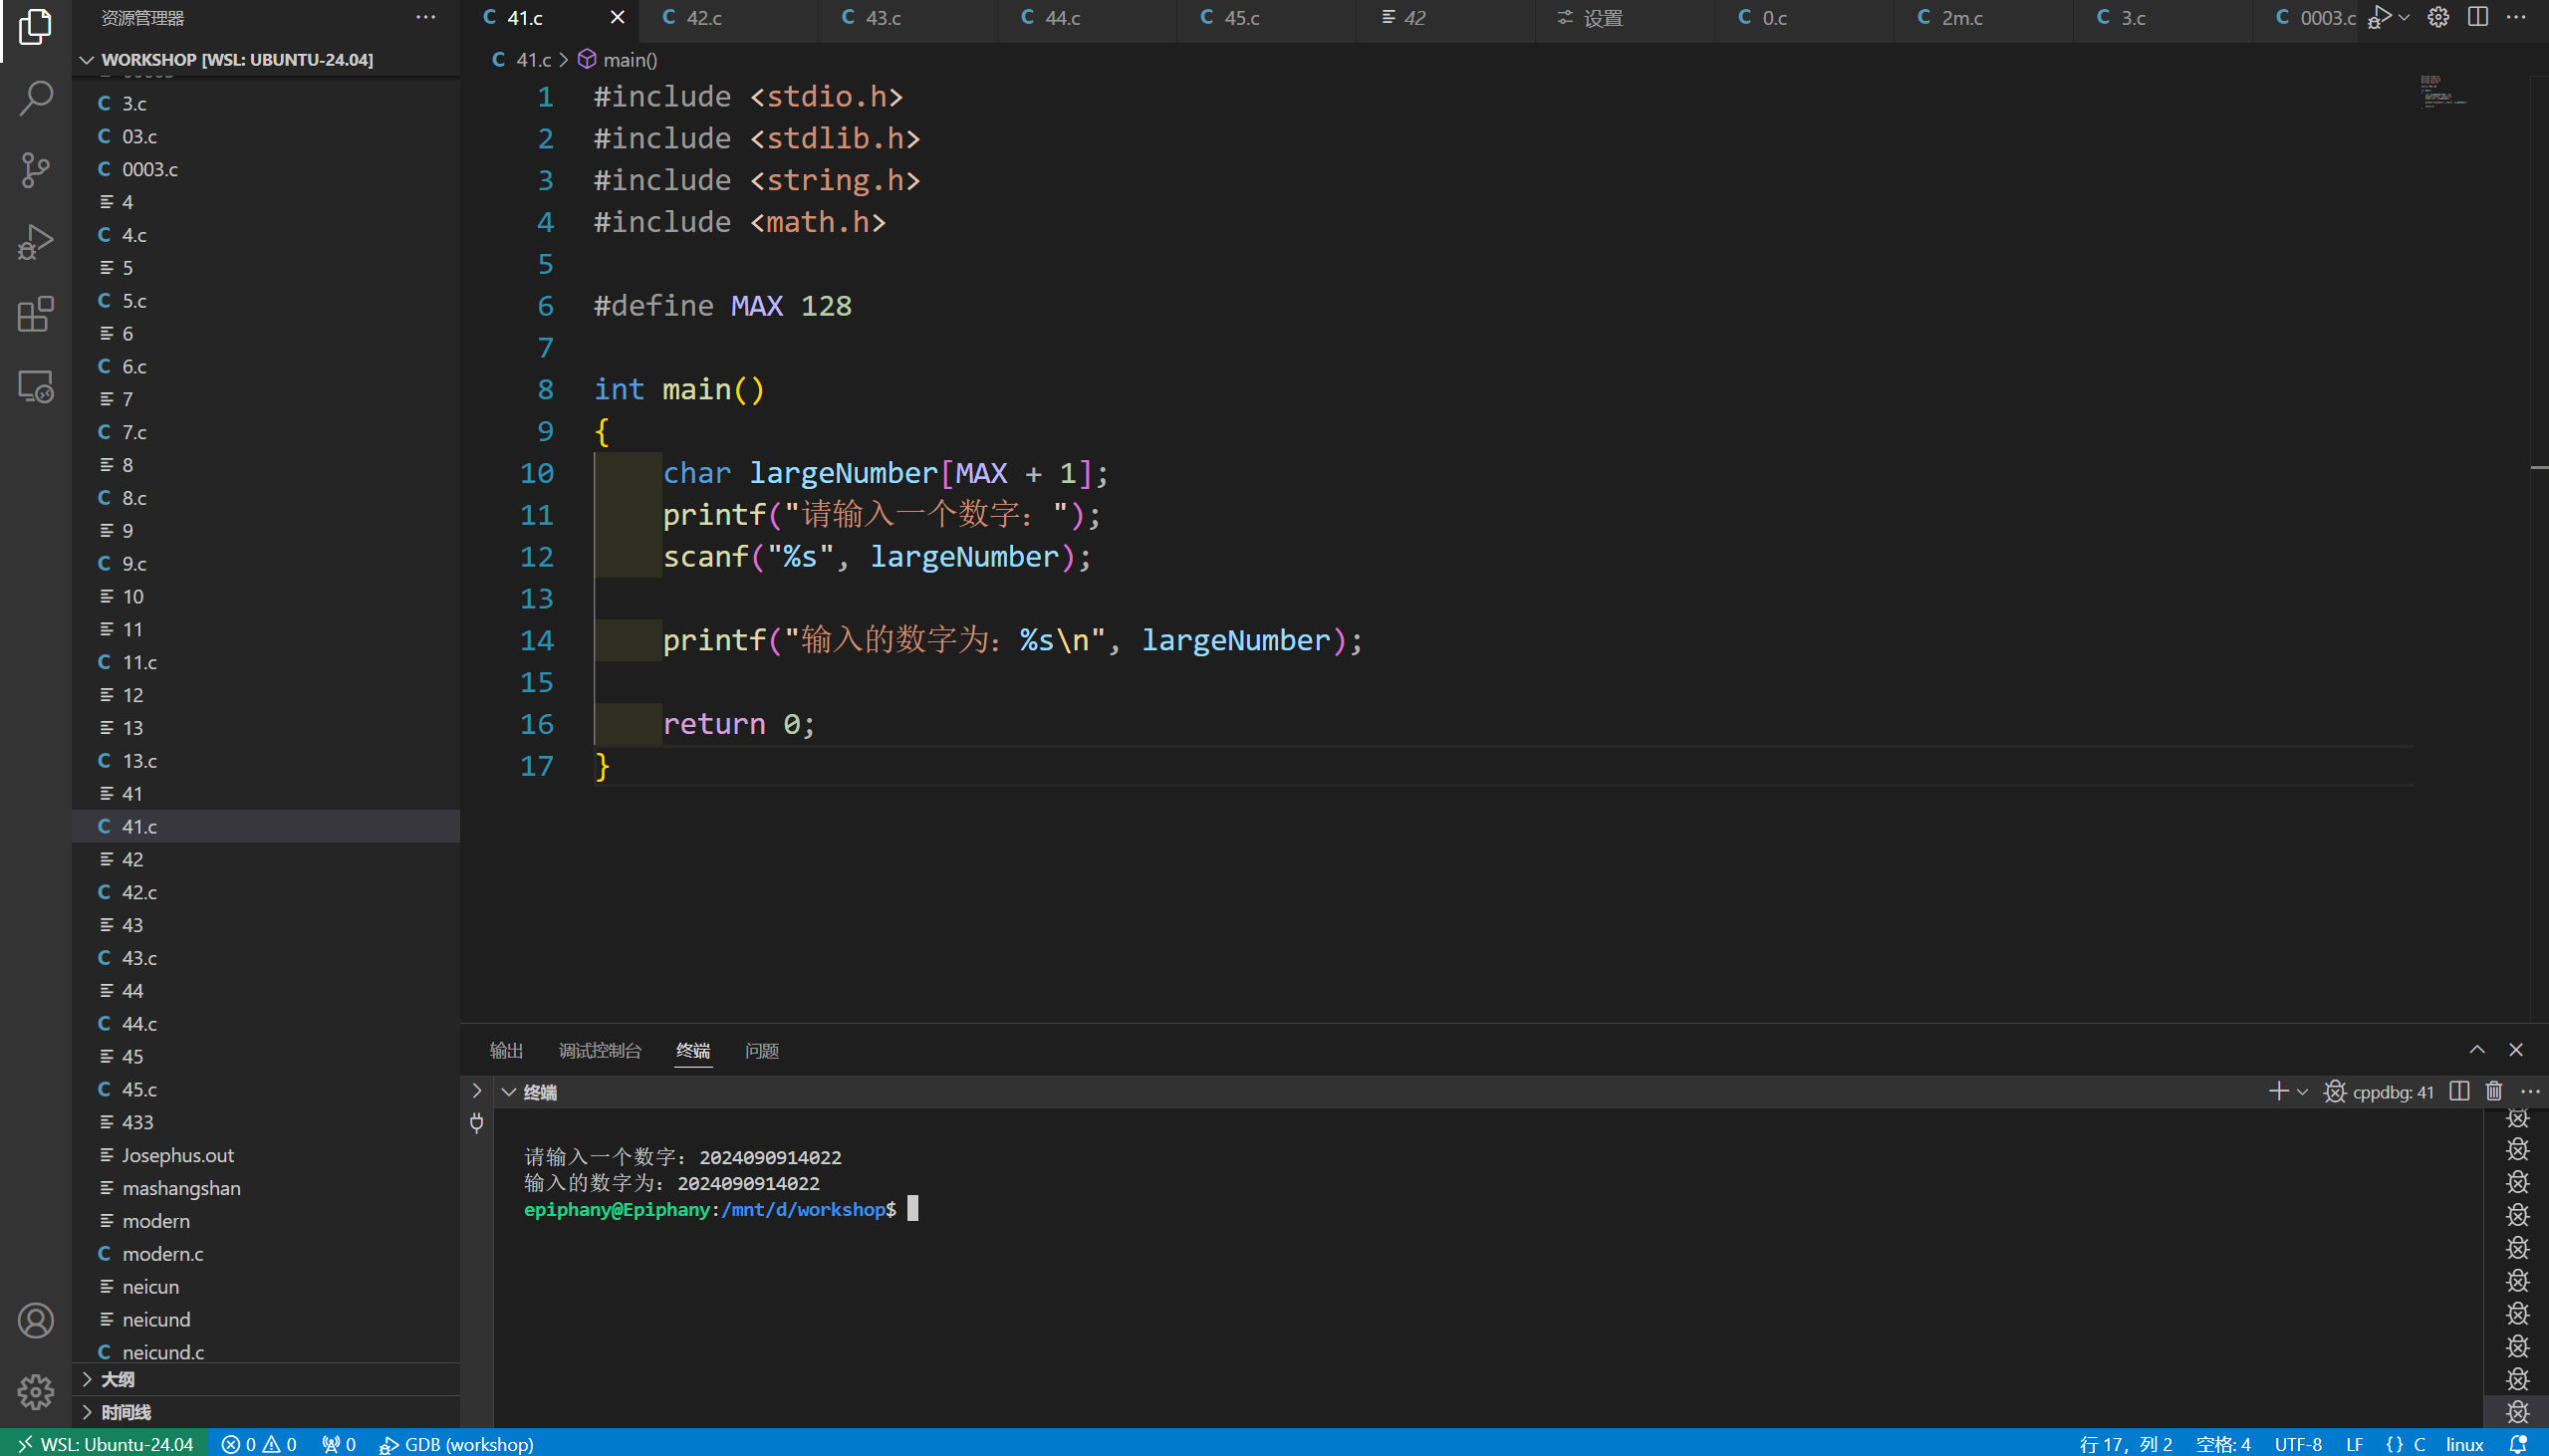 资源管理器
WORKSHOP [WSL: UBUNTU-24.04]
3.c
03.c
0003.c
4
4.c
5
5.c
6
6.c
7
7.c
8
8.c
9
9.c
10
11
11.c
12
13
13.c
41
41.c
42
42.c
43
43.c
44
44.c
45
45.c
433
Josephus.out
mashangshan
modern
modern.c
neicun
neicund
neicund.c
大纲
时间线
41.c 42.c 43.c 44.c 45.c 42 设置 0.c 2m.c 3.c 0003.c
41.c > main()
1 #include <stdio.h>
2 #include <stdlib.h>
3 #include <string.h>
4 #include <math.h>
5
6 #define MAX 128
7
8 int main()
9 {
10 char largeNumber[MAX + 1];
11 printf("请输入一个数字：");
12 scanf("%s", largeNumber);
13
14 printf("输入的数字为：%s\n", largeNumber);
15
16 return 0;
17 }
输出 调试控制台 终端 问题
终端 cppdbg: 41
请输入一个数字：2024090914022
输入的数字为：2024090914022
epiphany@Epiphany:/mnt/d/workshop$
WSL: Ubuntu-24.04 0 0 0 GDB (workshop) 行 17，列 2 空格: 4 UTF-8 LF {} C linux